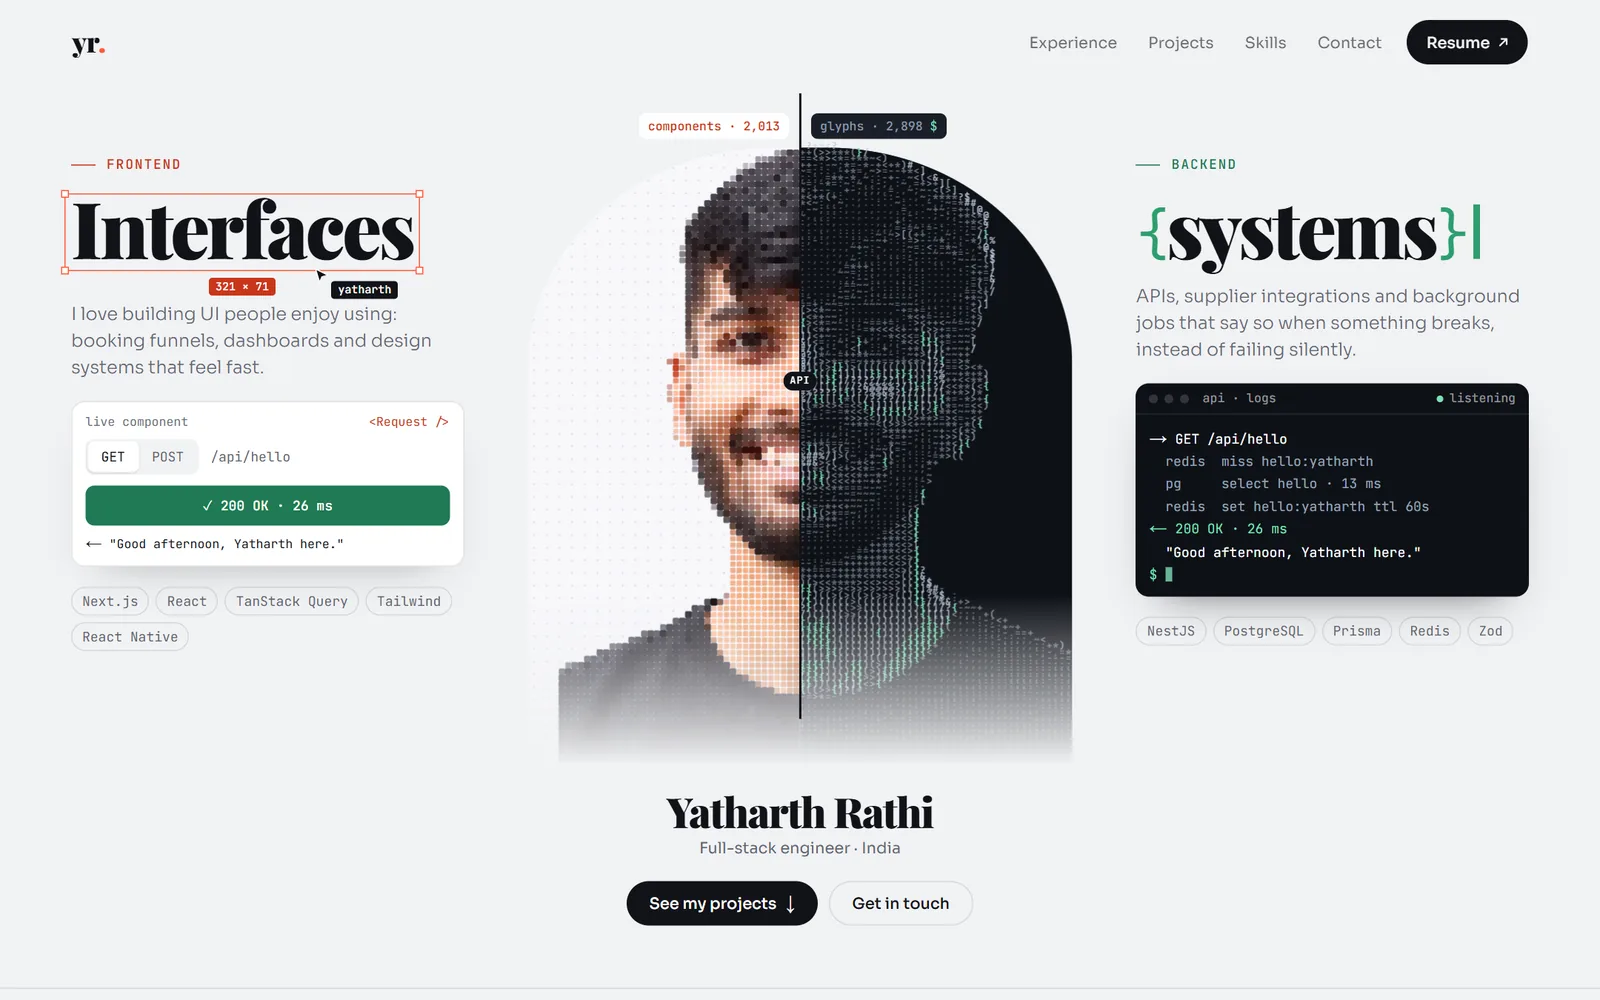 yr.
Experience
Projects
Skills
Contact
Resume ↗
components · 2,013
glyphs · 2,898 $
FRONTEND
Interfaces
321 × 71
yatharth
I love building UI people enjoy using:
booking funnels, dashboards and design
systems that feel fast.
live component
<Request />
GET
POST
/api/hello
✓ 200 OK · 26 ms
← "Good afternoon, Yatharth here."
Next.js
React
TanStack Query
Tailwind
React Native
API
BACKEND
{systems}
APIs, supplier integrations and background
jobs that say so when something breaks,
instead of failing silently.
api · logs
listening
→ GET /api/hello
redis miss hello:yatharth
pg select hello · 13 ms
redis set hello:yatharth ttl 60s
← 200 OK · 26 ms
"Good afternoon, Yatharth here."
$
NestJS
PostgreSQL
Prisma
Redis
Zod
Yatharth Rathi
Full-stack engineer · India
See my projects ↓
Get in touch